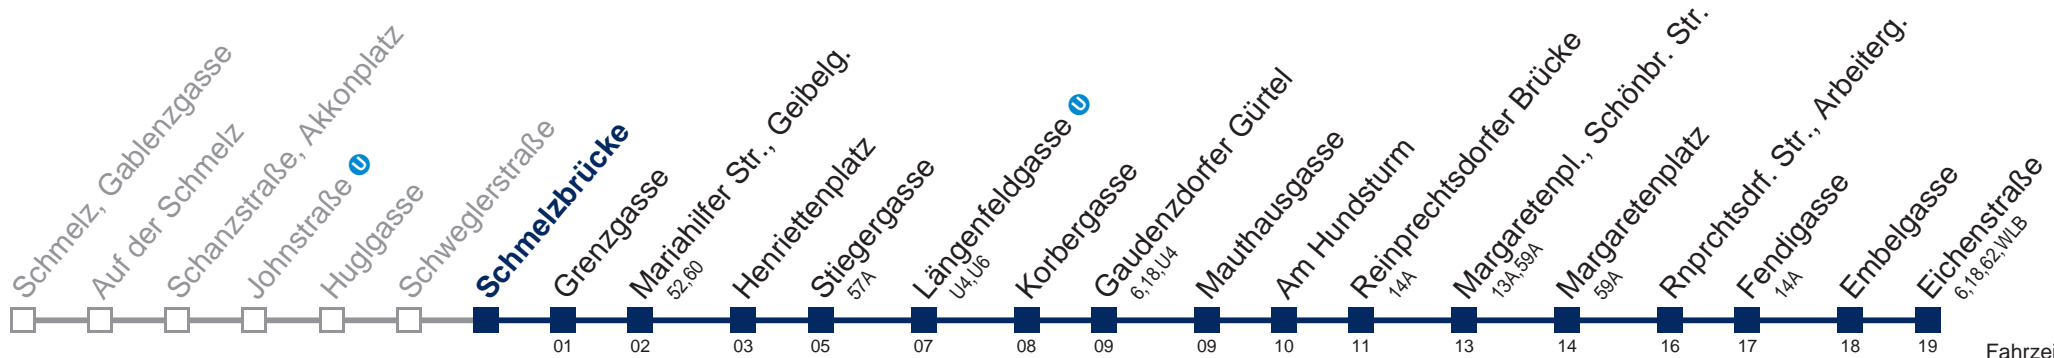 Schmelz, Gablenzgasse
Auf der Schmelz
Schanzstraße, Akkonplatz
Johnstraße U
Huglgasse
Schweglerstraße
Schmelzbrücke
Grenzgasse
Mariahilfer Str., Geibelg.
52,60
Henriettenplatz
Stiegergasse
57A
Längenfeldgasse U
U4,U6
Korbergasse
Gaudenzdorfer Gürtel
6,18,U4
Mauthausgasse
Am Hundsturm
Reinprechtsdorfer Brücke
14A
Margaretenpl., Schönbr. Str.
13A,59A
Margaretenplatz
59A
Rnprchtsdrf. Str., Arbeiterg.
Fendigasse
14A
Embelgasse
Eichenstraße
6,18,62,WLB
01 02 03 05 07 08 09 09 10 11 13 14 16 17 18 19 Fahrzei